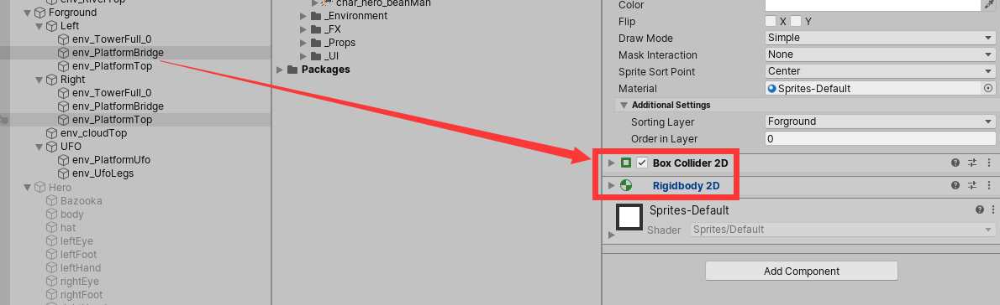 env_RiverTop
Forground
Left
env_TowerFull_0
env_PlatformBridge
env_PlatformTop
Right
env_TowerFull_0
env_PlatformBridge
env_PlatformTop
env_cloudTop
UFO
env_PlatformUfo
env_UfoLegs
Hero
Bazooka
body
hat
leftEye
leftFoot
leftHand
rightEye
rightFoot
char_hero_beanMan
_Environment
_FX
_Props
_UI
Packages
Color
Flip X Y
Draw Mode Simple
Mask Interaction None
Sprite Sort Point Center
Material Sprites-Default
Additional Settings
Sorting Layer Forground
Order in Layer 0
Box Collider 2D
Rigidbody 2D
Sprites-Default
Shader Sprites/Default
Add Component